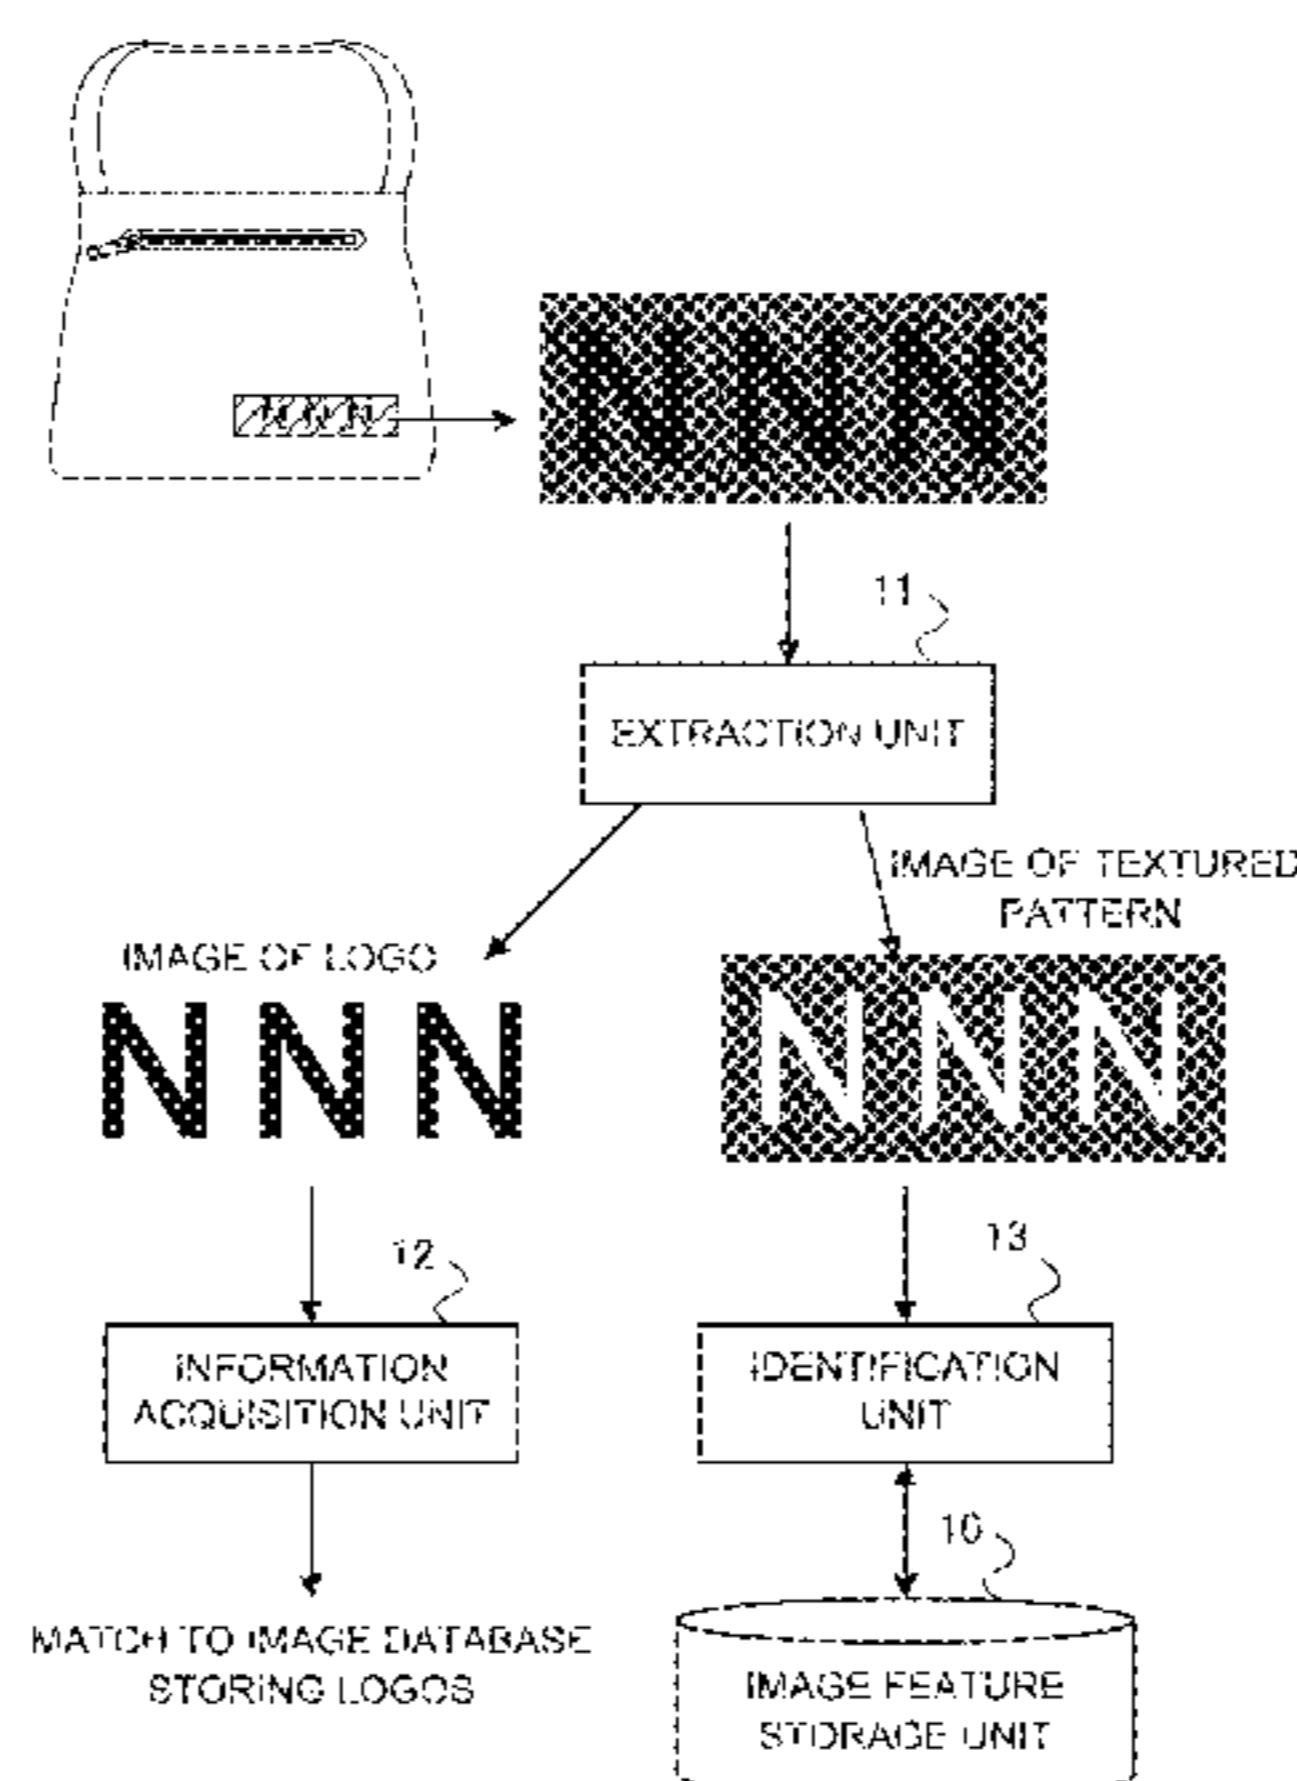 NNN
11
EXTRACTION UNIT
IMAGE OF TEXTURED
PATTERN
IMAGE OF LOGO
NNN
NNN
12
13
INFORMATION
ACQUISITION UNIT
IDENTIFICATION
UNIT
10
MATCH TO IMAGE DATABASE
STORING LOGOS
IMAGE FEATURE
STORAGE UNIT